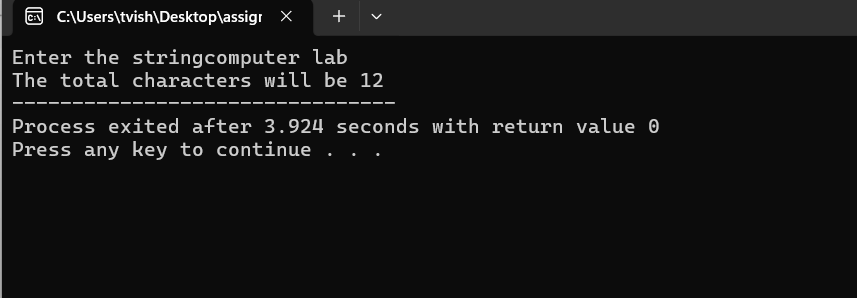 C:\Users\tvish\Desktop\assigr
Enter the stringcomputer lab
The total characters will be 12
--------------------------------
Process exited after 3.924 seconds with return value 0
Press any key to continue . . .